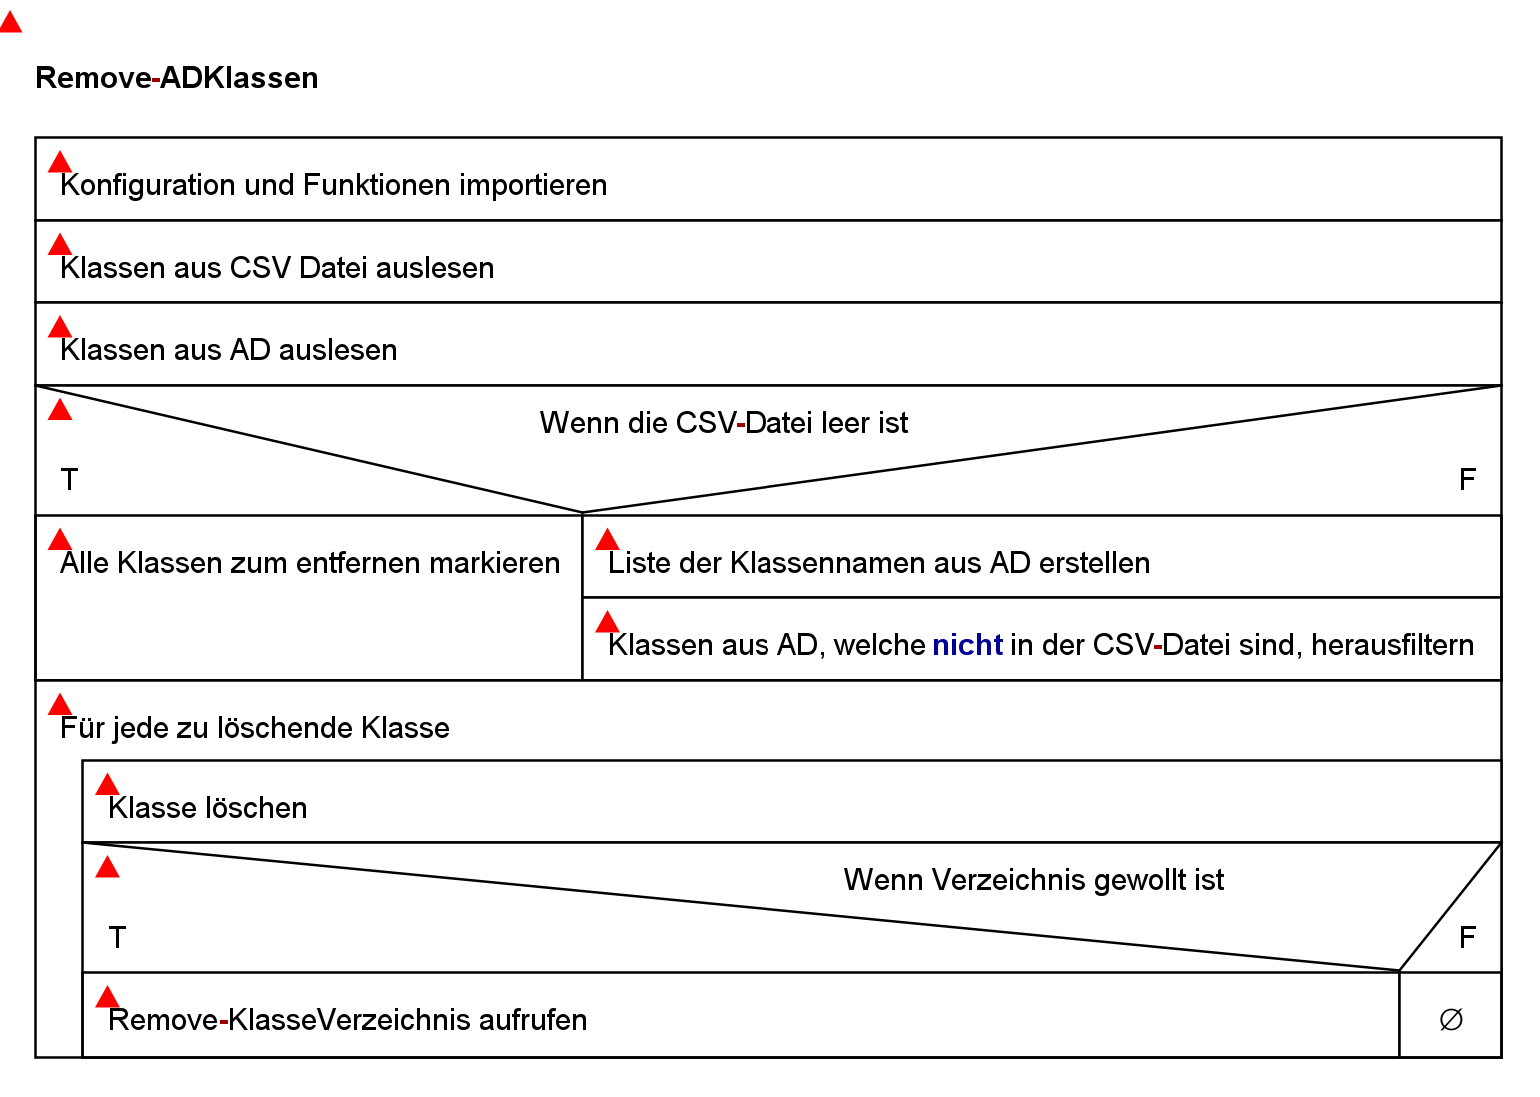 Remove-ADKlassen
Konfiguration und Funktionen importieren
Klassen aus CSV Datei auslesen
Klassen aus AD auslesen
Wenn die CSV-Datei leer ist
T
F
Alle Klassen zum entfernen markieren
Liste der Klassennamen aus AD erstellen
Klassen aus AD, welche nicht in der CSV-Datei sind, herausfiltern
Für jede zu löschende Klasse
Klasse löschen
Wenn Verzeichnis gewollt ist
T
F
Remove-KlasseVerzeichnis aufrufen
∅